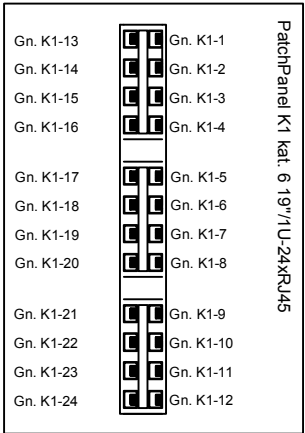 Gn. K1-13 Gn. K1-1
Gn. K1-14 Gn. K1-2
Gn. K1-15 Gn. K1-3
Gn. K1-16 Gn. K1-4
Gn. K1-17 Gn. K1-5
Gn. K1-18 Gn. K1-6
Gn. K1-19 Gn. K1-7
Gn. K1-20 Gn. K1-8
Gn. K1-21 Gn. K1-9
Gn. K1-22 Gn. K1-10
Gn. K1-23 Gn. K1-11
Gn. K1-24 Gn. K1-12
PatchPanel K1 kat. 6 19"/1U-24xRJ45